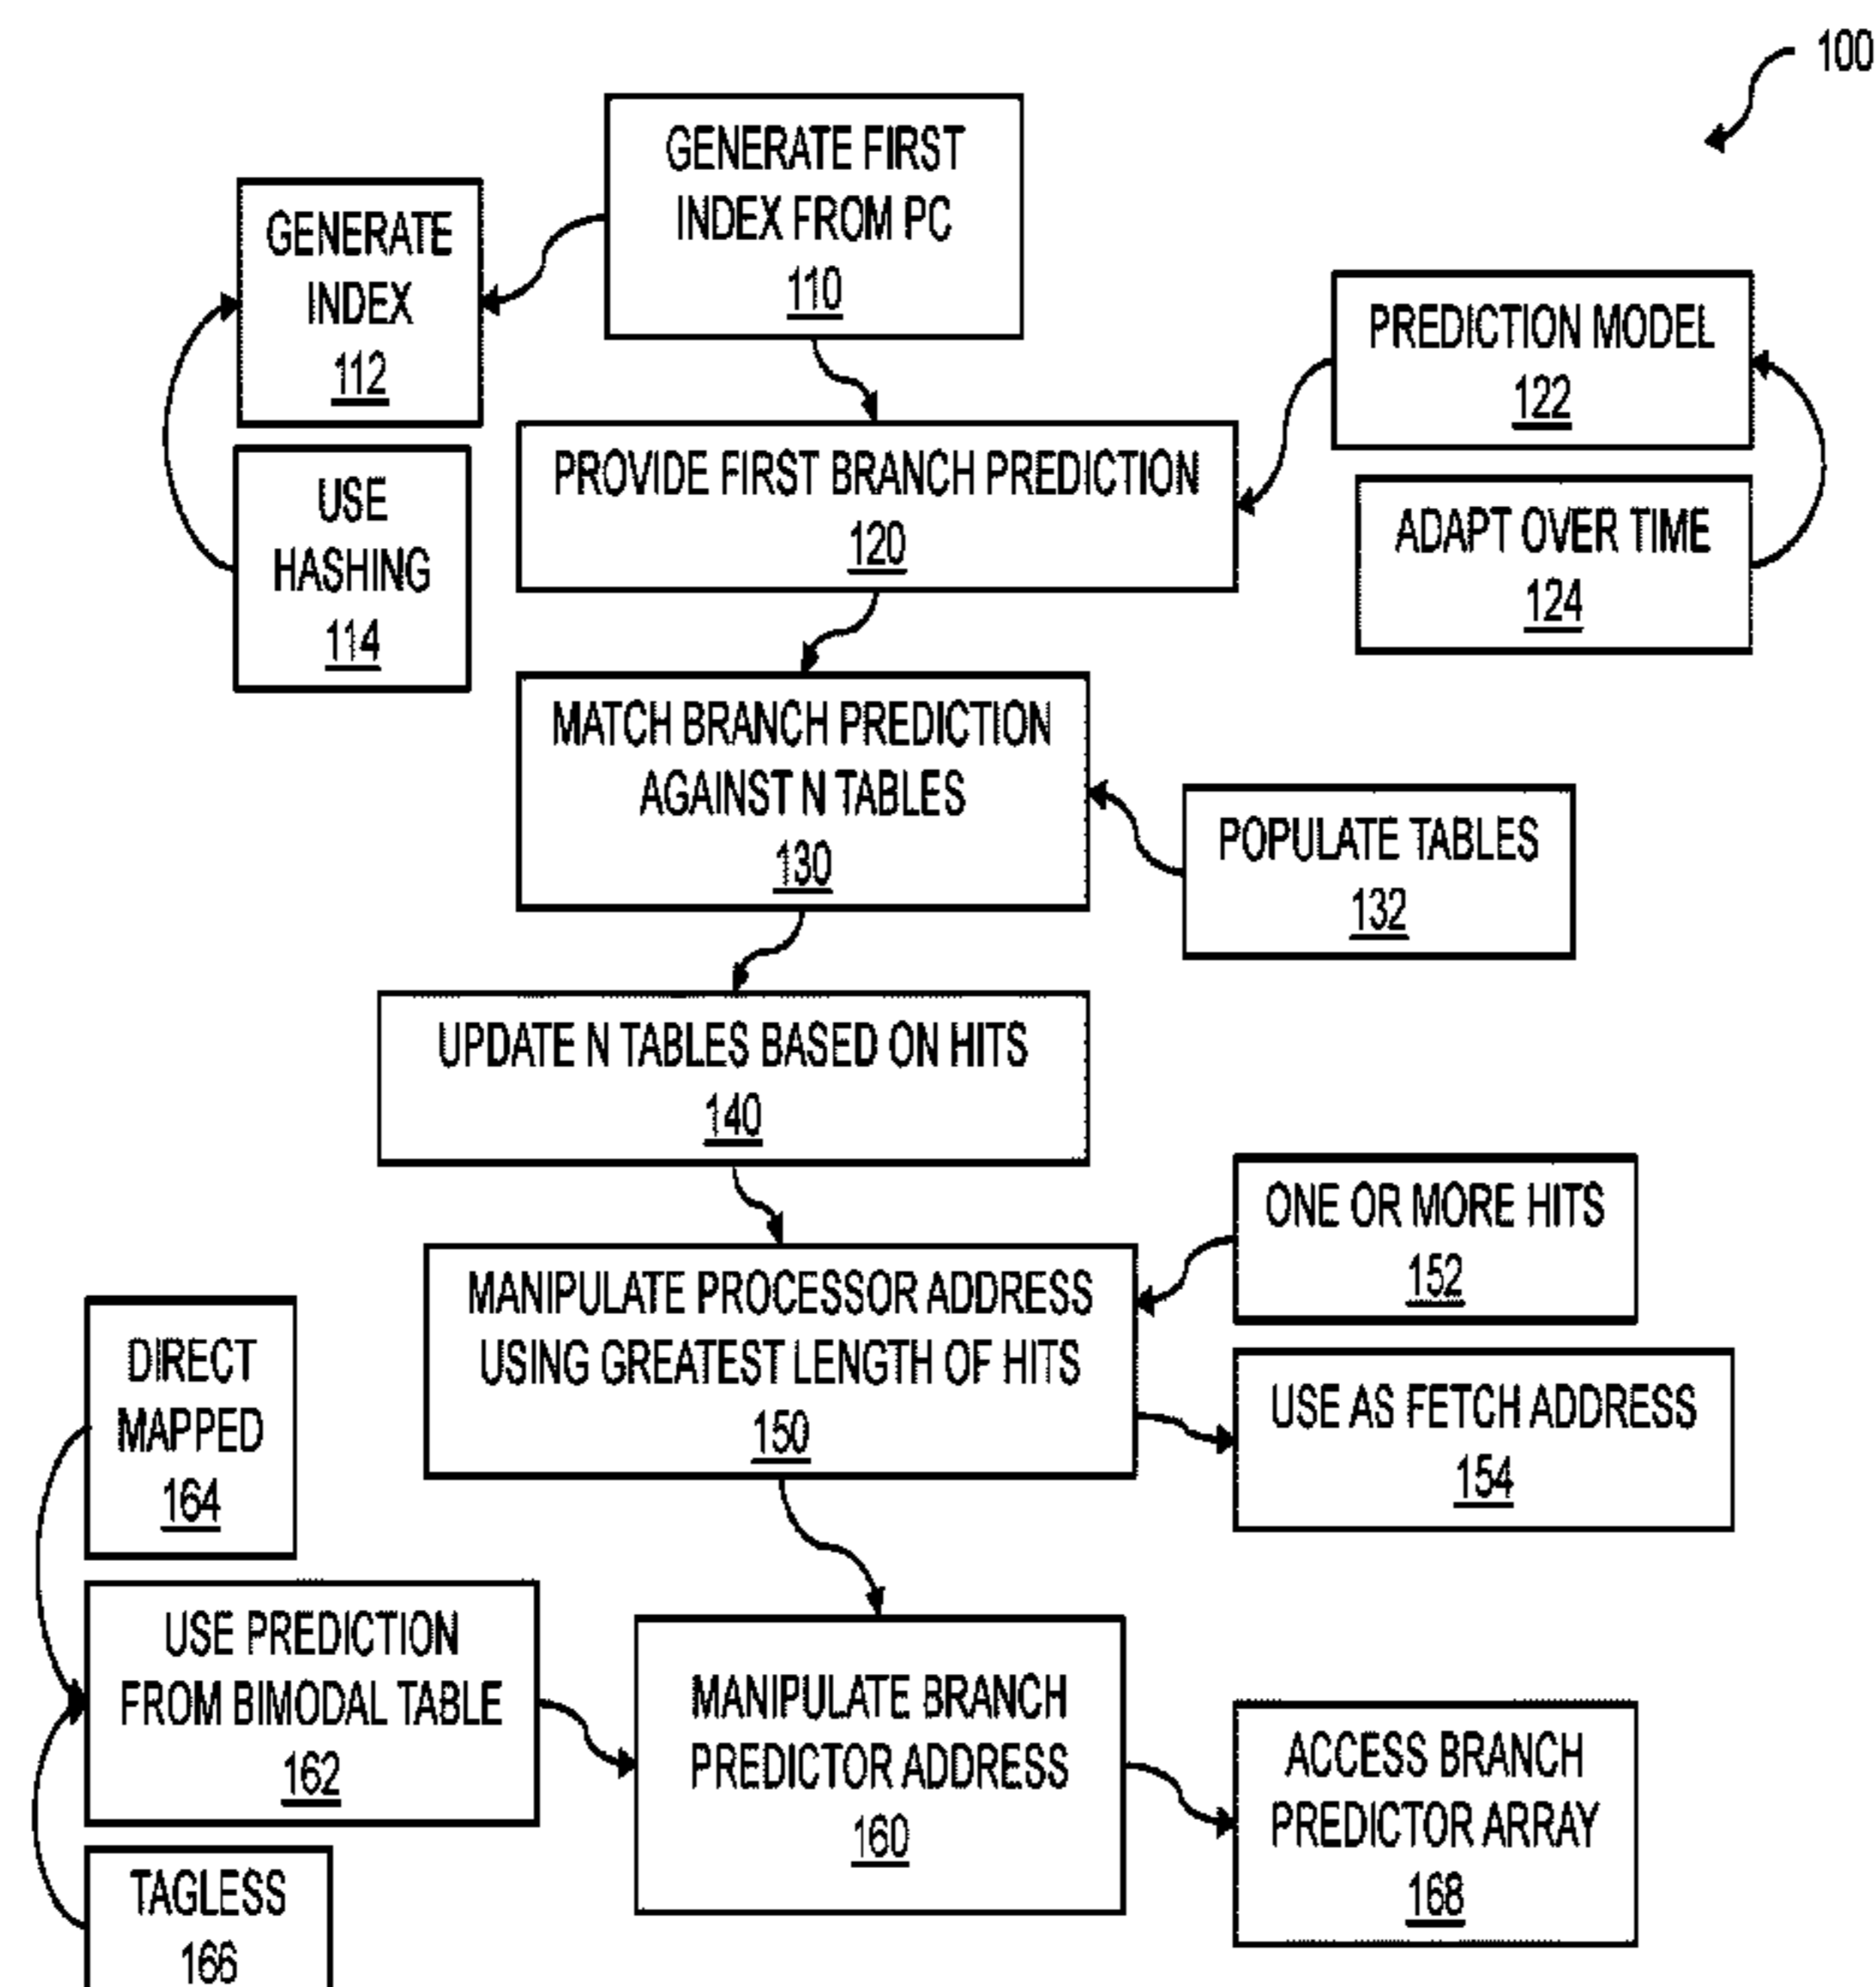 100
GENERATE FIRST
INDEX FROM PC
110
GENERATE
INDEX
112
USE
HASHING
114
PREDICTION MODEL
122
ADAPT OVER TIME
124
PROVIDE FIRST BRANCH PREDICTION
120
MATCH BRANCH PREDICTION
AGAINST N TABLES
130
POPULATE TABLES
132
UPDATE N TABLES BASED ON HITS
140
MANIPULATE PROCESSOR ADDRESS
USING GREATEST LENGTH OF HITS
150
ONE OR MORE HITS
152
USE AS FETCH ADDRESS
154
DIRECT
MAPPED
164
USE PREDICTION
FROM BIMODAL TABLE
162
TAGLESS
166
MANIPULATE BRANCH
PREDICTOR ADDRESS
160
ACCESS BRANCH
PREDICTOR ARRAY
168